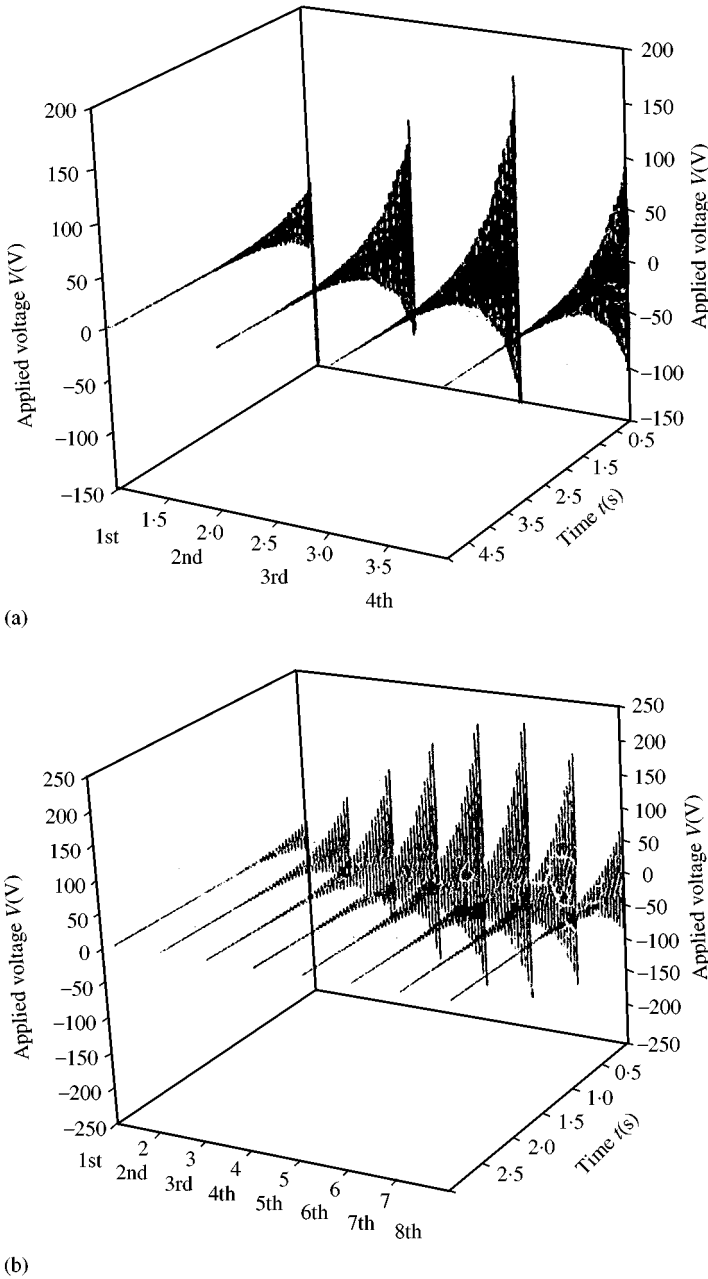 200
150
100
50
0
−50
−100
−150
Applied voltage V(V)
200
150
100
50
0
−50
−100
−150
Applied voltage V(V)
0·5
1·5
2·5
3·5
4·5
Time t(s)
1st
1·5
2·0
2nd
2·5
3rd
3·0
3·5
4th
(a)
250
200
150
100
50
0
−50
−100
−150
−200
−250
Applied voltage V(V)
250
200
150
100
50
0
−50
−100
−150
−200
−250
Applied voltage V(V)
0·5
1·0
1·5
2·0
2·5
Time t(s)
1st
2
2nd
3
3rd
4
4th
5
5th
6
6th
7
7th
8th
(b)